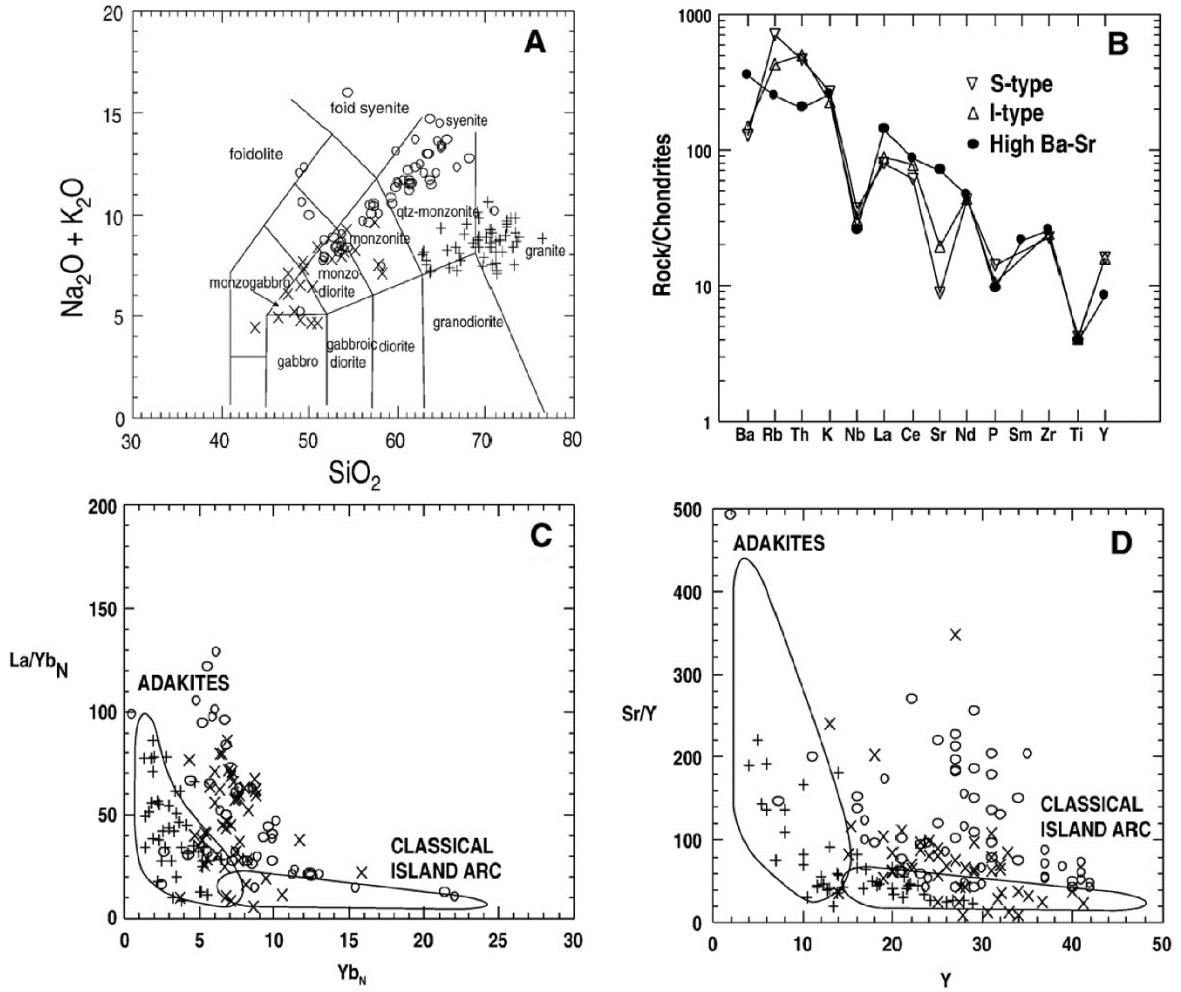 A
20
15
10
5
0
Na2O + K2O
30
40
50
60
70
80
SiO2
foid syenite
syenite
foidolite
qtz-monzonite
monzonite
granite
monzogabbro
monzo-
diorite
granodiorite
gabbroic
diorite
diorite
gabbro
B
1000
100
10
1
Rock/Chondrites
S-type
I-type
High Ba-Sr
Ba Rb Th K Nb La Ce Sr Nd P Sm Zr Ti Y
C
200
150
100
50
0
La/YbN
ADAKITES
CLASSICAL
ISLAND ARC
0
5
10
15
20
25
30
YbN
D
500
400
300
200
100
0
Sr/Y
ADAKITES
CLASSICAL
ISLAND ARC
0
10
20
30
40
50
Y